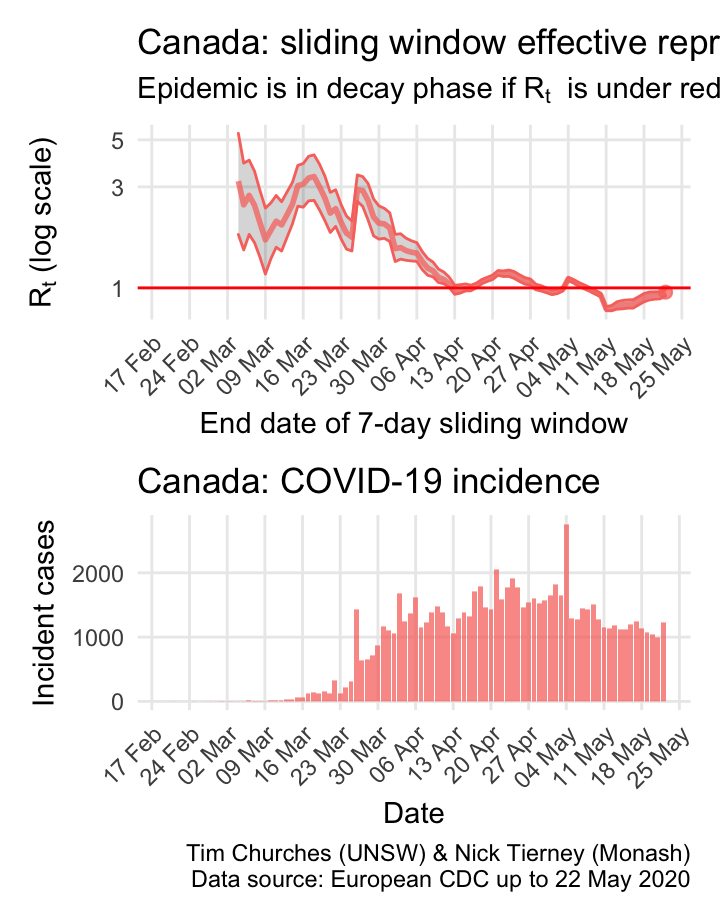 Canada: sliding window effective repr
Epidemic is in decay phase if Rt is under red
Rt (log scale)
5
3
1
17 Feb
24 Feb
02 Mar
09 Mar
16 Mar
23 Mar
30 Mar
06 Apr
13 Apr
20 Apr
27 Apr
04 May
11 May
18 May
25 May
End date of 7-day sliding window
Canada: COVID-19 incidence
Incident cases
2000
1000
0
17 Feb
24 Feb
02 Mar
09 Mar
16 Mar
23 Mar
30 Mar
06 Apr
13 Apr
20 Apr
27 Apr
04 May
11 May
18 May
25 May
Date
Tim Churches (UNSW) & Nick Tierney (Monash)
Data source: European CDC up to 22 May 2020